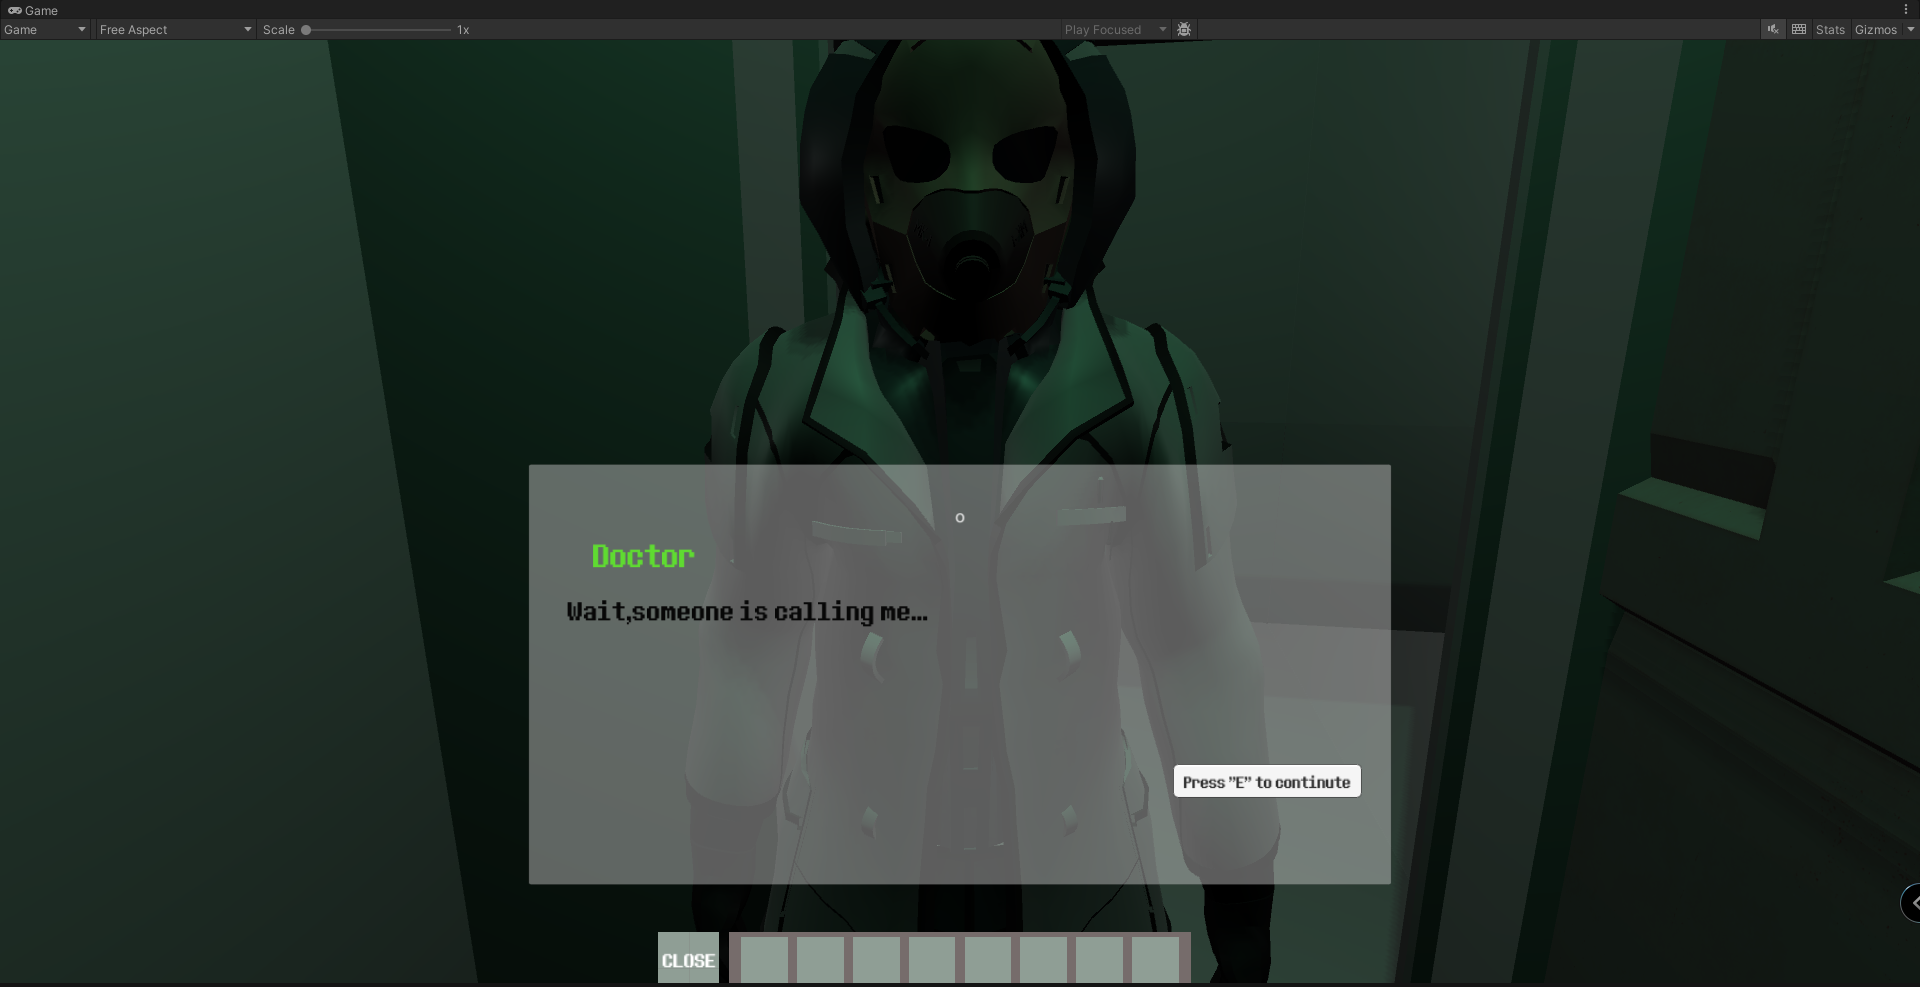 Game
Game Free Aspect Scale 1x Play Focused Stats Gizmos
o
Doctor
Wait,someone is calling me...
Press "E" to continute
CLOSE